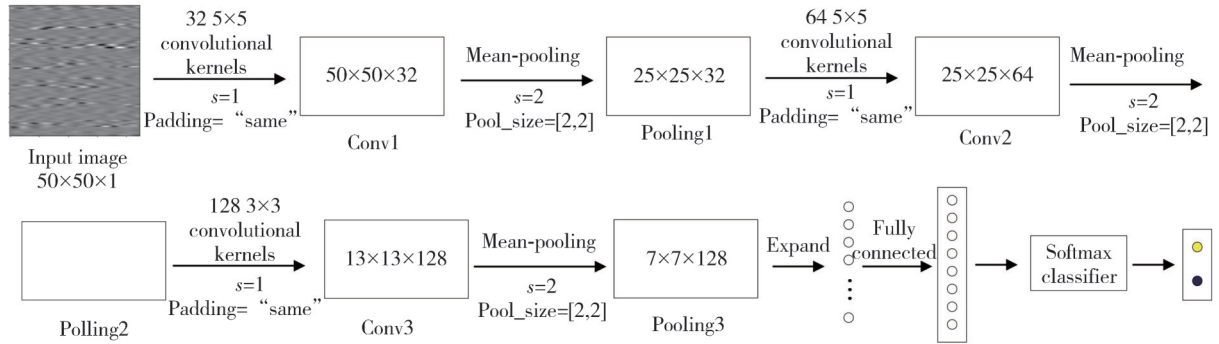 32 5×5
convolutional
kernels
s=1
Padding= “same”
Input image
50×50×1
50×50×32
Conv1
Mean-pooling
s=2
Pool_size=[2,2]
25×25×32
Pooling1
64 5×5
convolutional
kernels
s=1
Padding= “same”
25×25×64
Conv2
Mean-pooling
s=2
Pool_size=[2,2]
Polling2
128 3×3
convolutional
kernels
s=1
Padding= “same”
13×13×128
Conv3
Mean-pooling
s=2
Pool_size=[2,2]
7×7×128
Pooling3
Expand
Fully
connected
Softmax
classifier